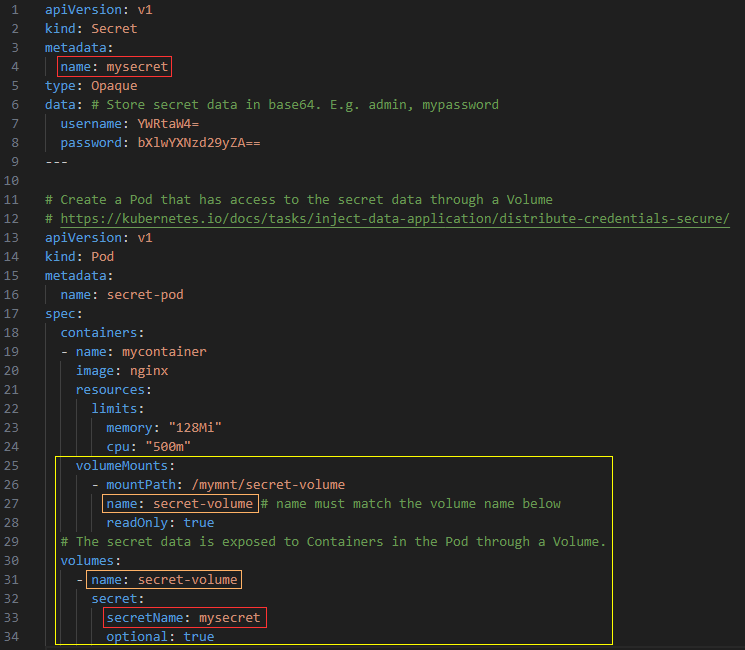 1 apiVersion: v1
2 kind: Secret
3 metadata:
4 name: mysecret
5 type: Opaque
6 data: # Store secret data in base64. E.g. admin, mypassword
7 username: YWRtaW4=
8 password: bXlwYXNzd29yZA==
9 ---
10
11 # Create a Pod that has access to the secret data through a Volume
12 # https://kubernetes.io/docs/tasks/inject-data-application/distribute-credentials-secure/
13 apiVersion: v1
14 kind: Pod
15 metadata:
16 name: secret-pod
17 spec:
18 containers:
19 - name: mycontainer
20 image: nginx
21 resources:
22 limits:
23 memory: "128Mi"
24 cpu: "500m"
25 volumeMounts:
26 - mountPath: /mymnt/secret-volume
27 name: secret-volume # name must match the volume name below
28 readOnly: true
29 # The secret data is exposed to Containers in the Pod through a Volume.
30 volumes:
31 - name: secret-volume
32 secret:
33 secretName: mysecret
34 optional: true